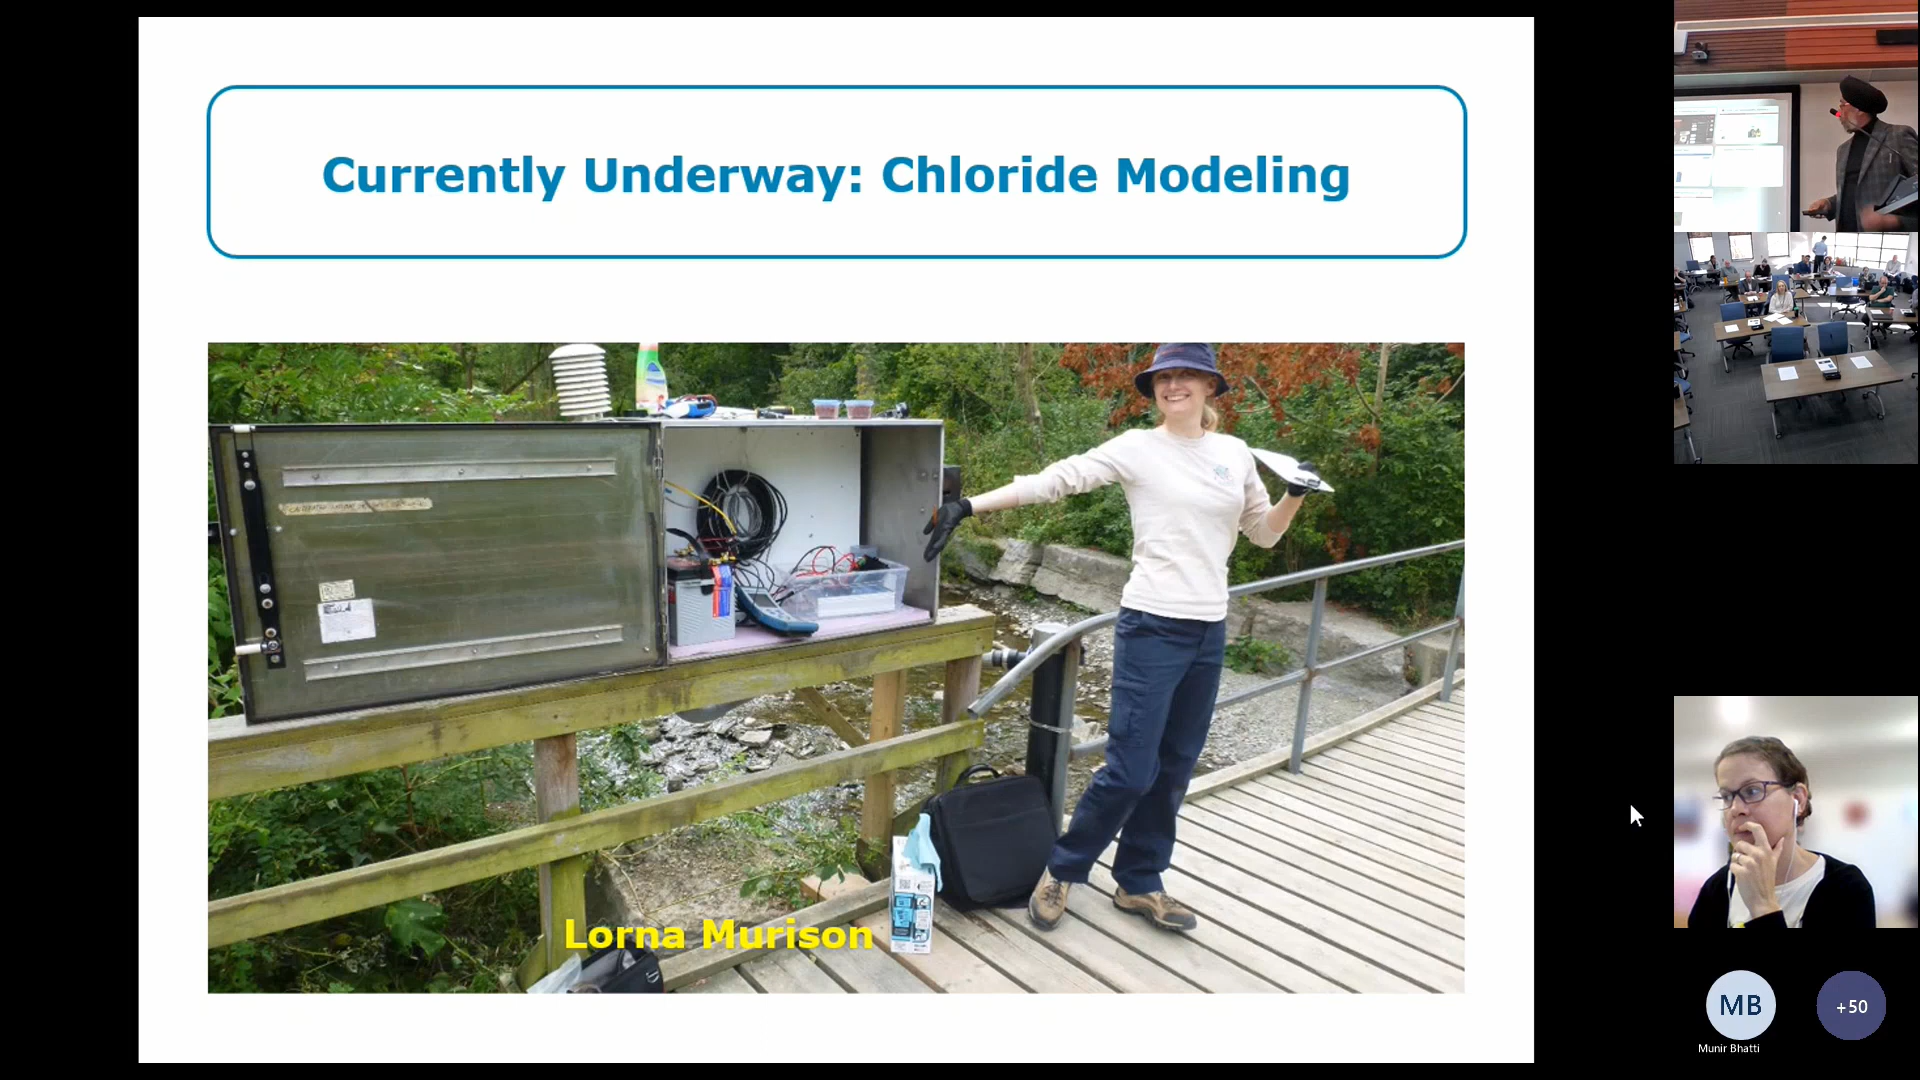 Currently Underway: Chloride Modeling
Lorna Murison
MB
+50
Munir Bhatti